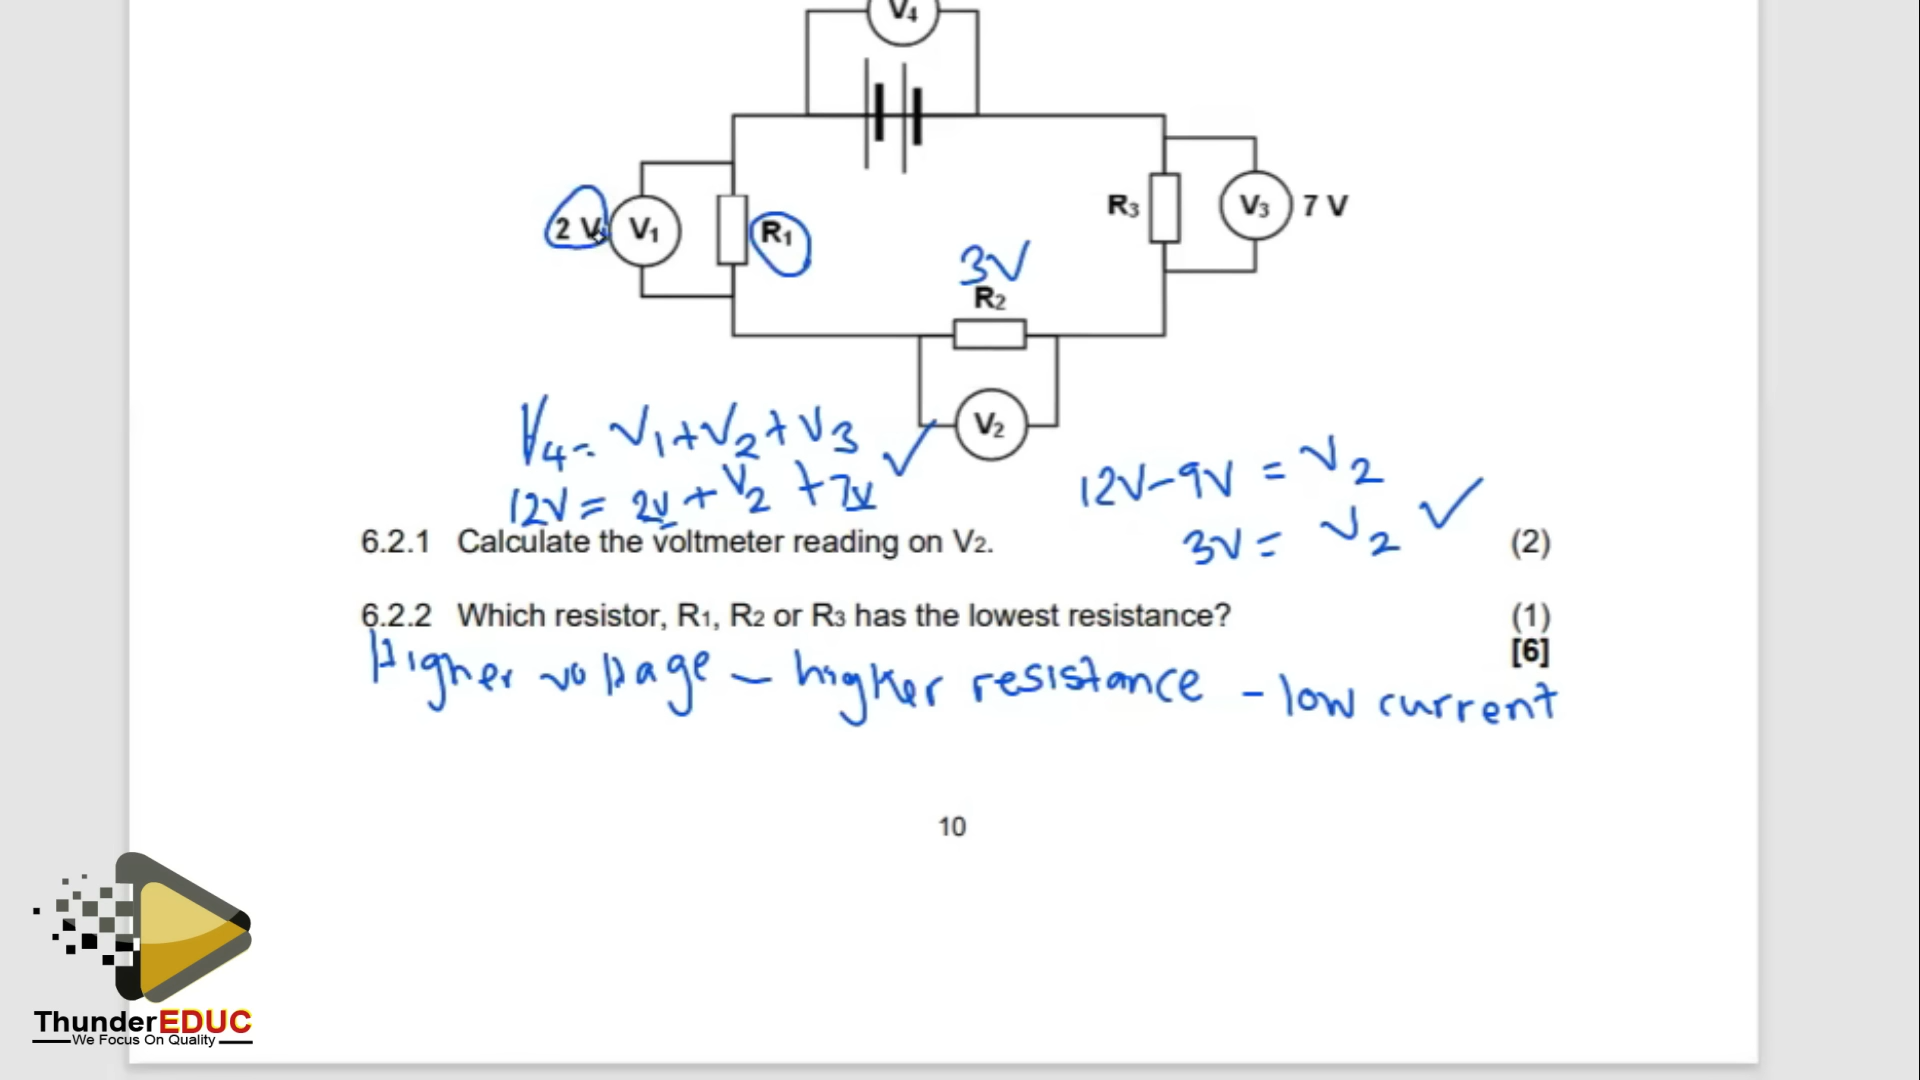 V4
2 V
V1
R1
R3
V3
7 V
3V
R2
V2
V4 = V1+V2+V3
12V = 2V + V2 +7V
12V-9V = V2
3V = V2
6.2.1 Calculate the voltmeter reading on V2. (2)
6.2.2 Which resistor, R1, R2 or R3 has the lowest resistance? (1)
[6]
Higher voltage - higher resistance - low current
10
ThunderEDUC
We Focus On Quality